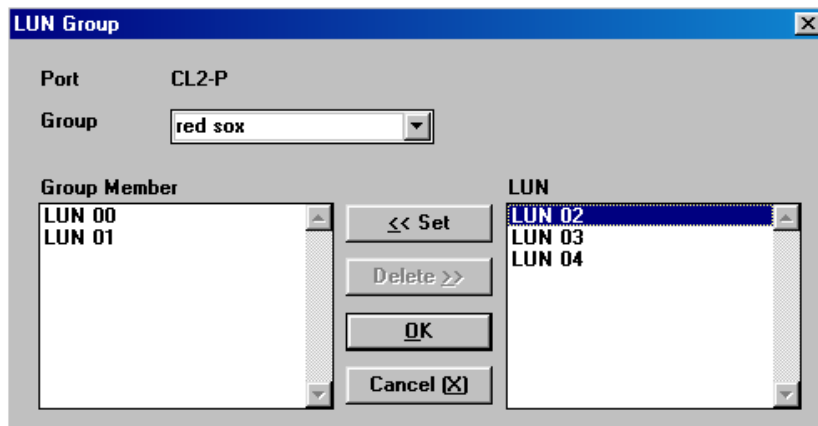 LUN Group
Port CL2-P
Group red sox
Group Member
LUN 00
LUN 01
<< Set
Delete >>
OK
Cancel (X)
LUN
LUN 02
LUN 03
LUN 04